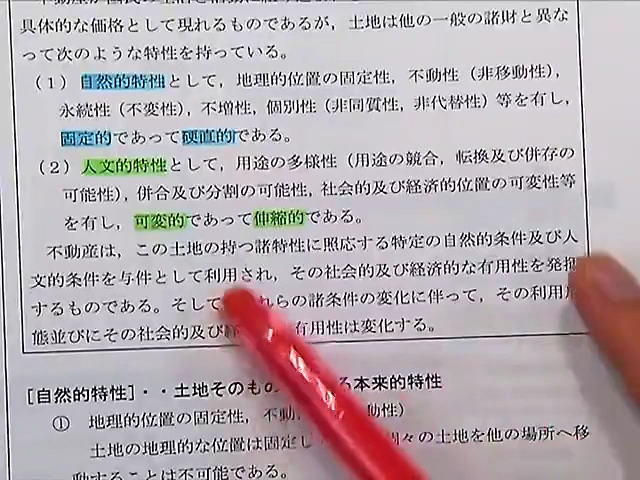 具体的な価格として現れるものであるが，土地は他の一般の諸財と異な
って次のような特性を持っている。
（１）自然的特性として，地理的位置の固定性，不動性（非移動性），
永続性（不変性），不増性，個別性（非同質性，非代替性）等を有し，
固定的であって硬直的である。
（２）人文的特性として，用途の多様性（用途の競合，転換及び併存の
可能性），併合及び分割の可能性，社会的及び経済的位置の可変性等
を有し，可変的であって伸縮的である。
不動産は，この土地の持つ諸特性に照応する特定の自然的条件及び人
文的条件を与件として利用され，その社会的及び経済的な有用性を発揮
するものである。そして れらの諸条件の変化に伴って，その利用形
態並びにその社会的及び 有用性は変化する。
［自然的特性］・・土地そのもの る本来的特性
① 地理的位置の固定性，不動 動性）
土地の地理的な位置は固定し 々の土地を他の場所へ移
動することは不可能である。